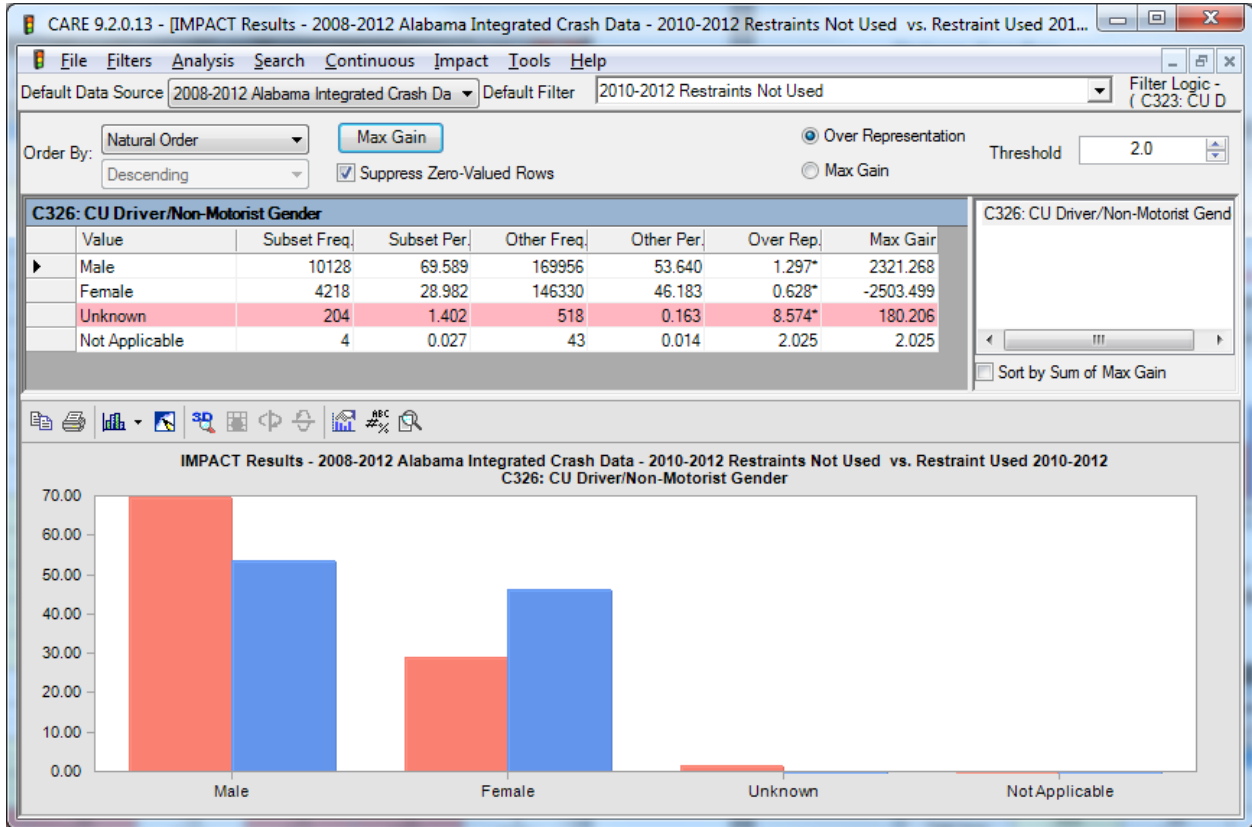 CARE 9.2.0.13 - [IMPACT Results - 2008-2012 Alabama Integrated Crash Data - 2010-2012 Restraints Not Used vs. Restraint Used 201...
File Filters Analysis Search Continuous Impact Tools Help
Default Data Source 2008-2012 Alabama Integrated Crash Da Default Filter 2010-2012 Restraints Not Used Filter Logic -
( C323: CU D
Order By: Natural Order Max Gain Over Representation Threshold 2.0
Descending Suppress Zero-Valued Rows Max Gain
C326: CU Driver/Non-Motorist Gender C326: CU Driver/Non-Motorist Gend
Value Subset Freq. Subset Per. Other Freq. Other Per. Over Rep. Max Gair
Male 10128 69.589 169956 53.640 1.297* 2321.268
Female 4218 28.982 146330 46.183 0.628* -2503.499
Unknown 204 1.402 518 0.163 8.574* 180.206
Not Applicable 4 0.027 43 0.014 2.025 2.025
Sort by Sum of Max Gain
3D ABC #%
IMPACT Results - 2008-2012 Alabama Integrated Crash Data - 2010-2012 Restraints Not Used vs. Restraint Used 2010-2012
C326: CU Driver/Non-Motorist Gender
70.00
60.00
50.00
40.00
30.00
20.00
10.00
0.00
Male Female Unknown Not Applicable